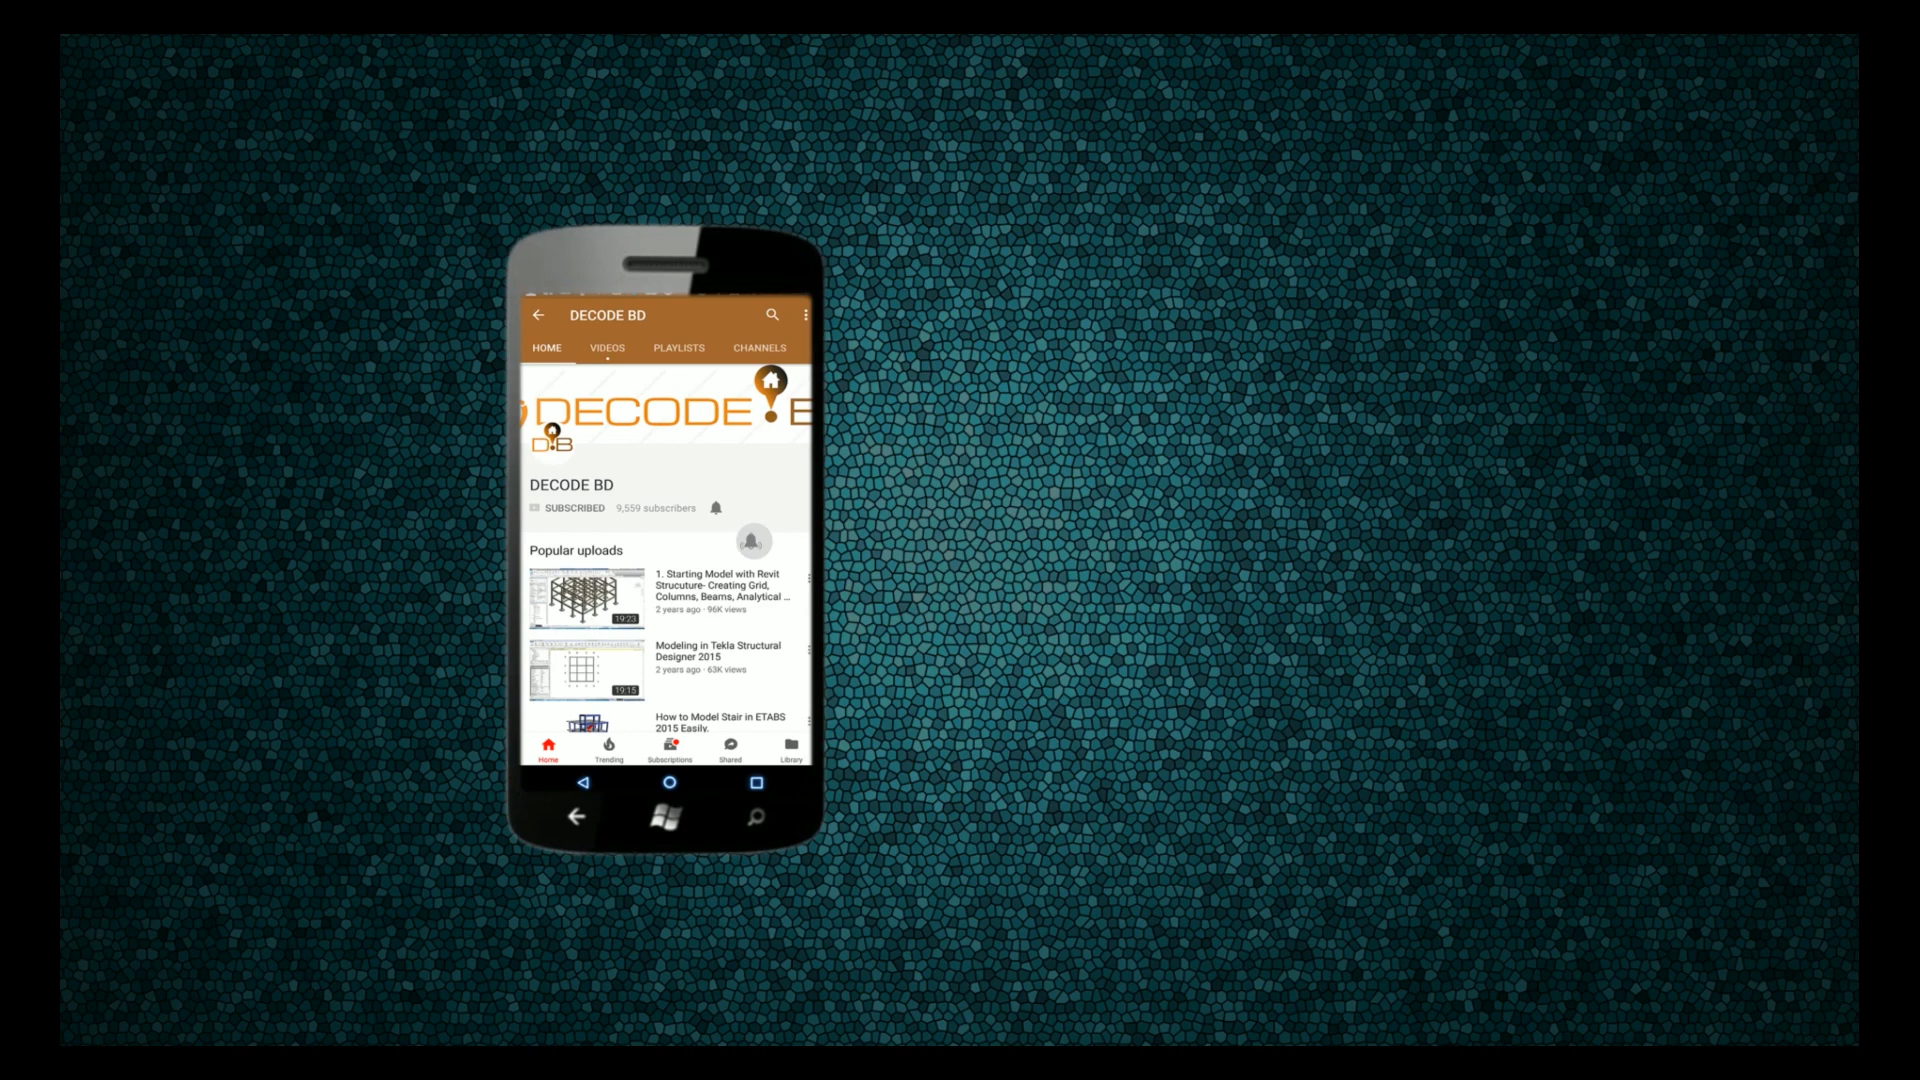 DECODE BD
HOME VIDEOS PLAYLISTS CHANNELS
DECODE
D B
DECODE BD
SUBSCRIBED 9,559 subscribers
Popular uploads
1. Starting Model with Revit
Strucuture- Creating Grid,
Columns, Beams, Analytical ...
2 years ago · 96K views
19:23
Modeling in Tekla Structural
Designer 2015
2 years ago · 63K views
19:15
How to Model Stair in ETABS
2015 Easily.
Home Trending Subscriptions Shared Library